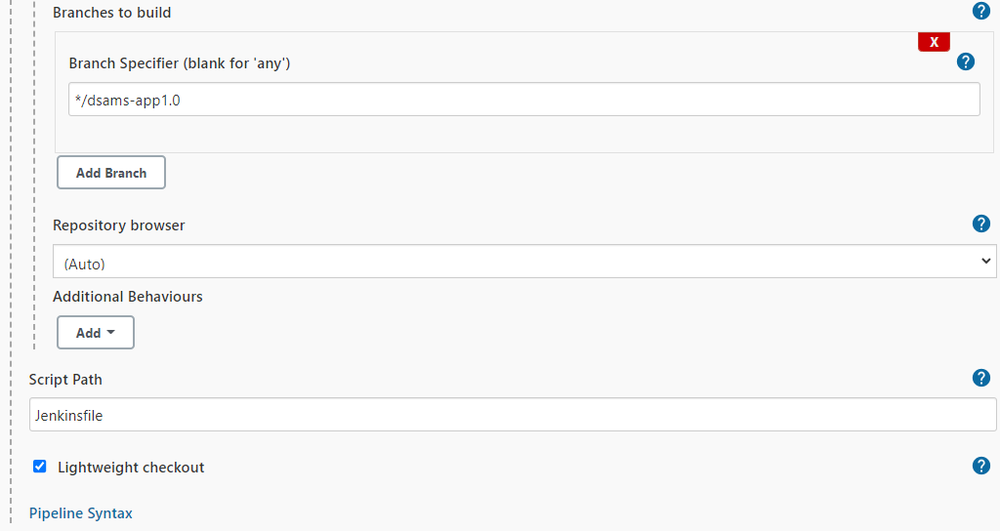 Branches to build
?
X
Branch Specifier (blank for 'any')
?
*/dsams-app1.0
Add Branch
Repository browser
?
(Auto)
Additional Behaviours
Add
Script Path
?
Jenkinsfile
Lightweight checkout
?
Pipeline Syntax